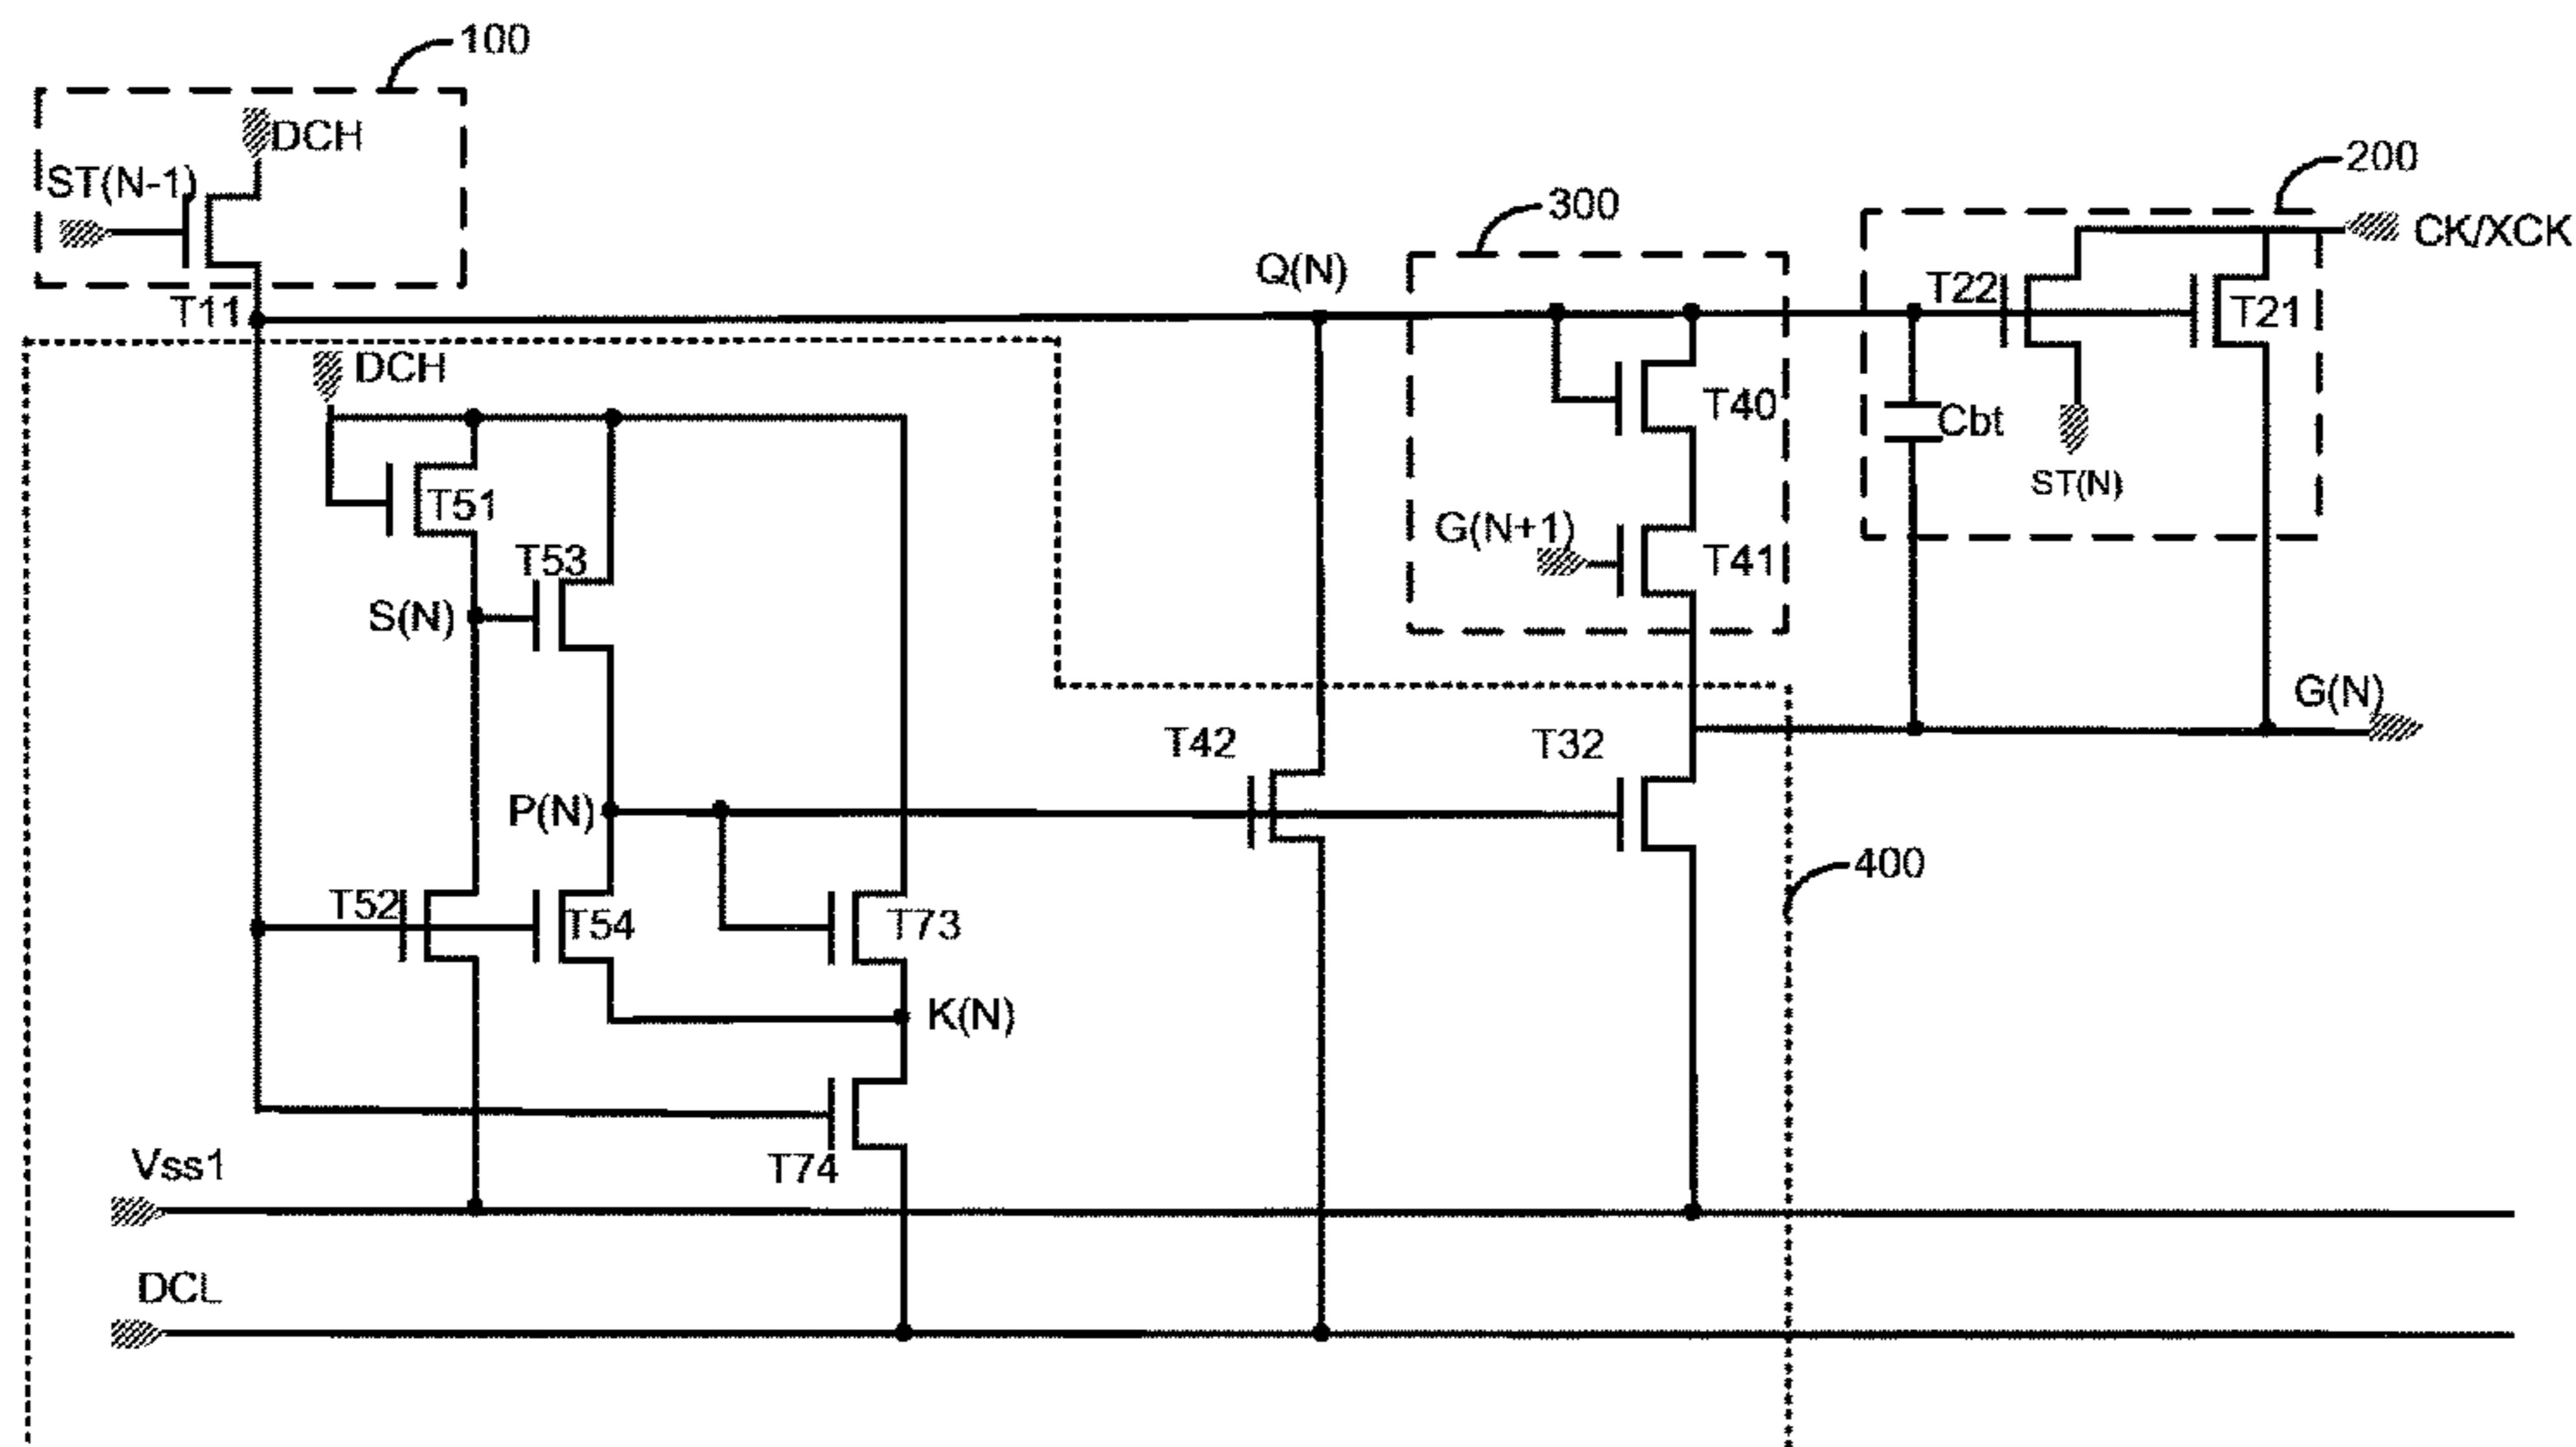 100
DCH
ST(N-1)
T11
200
300
CK/XCK
Q(N)
T22
T21
DCH
T40
Cbt
ST(N)
T51
G(N+1)
T41
T53
S(N)
G(N)
T42
T32
P(N)
400
T52
T54
T73
K(N)
T74
Vss1
DCL